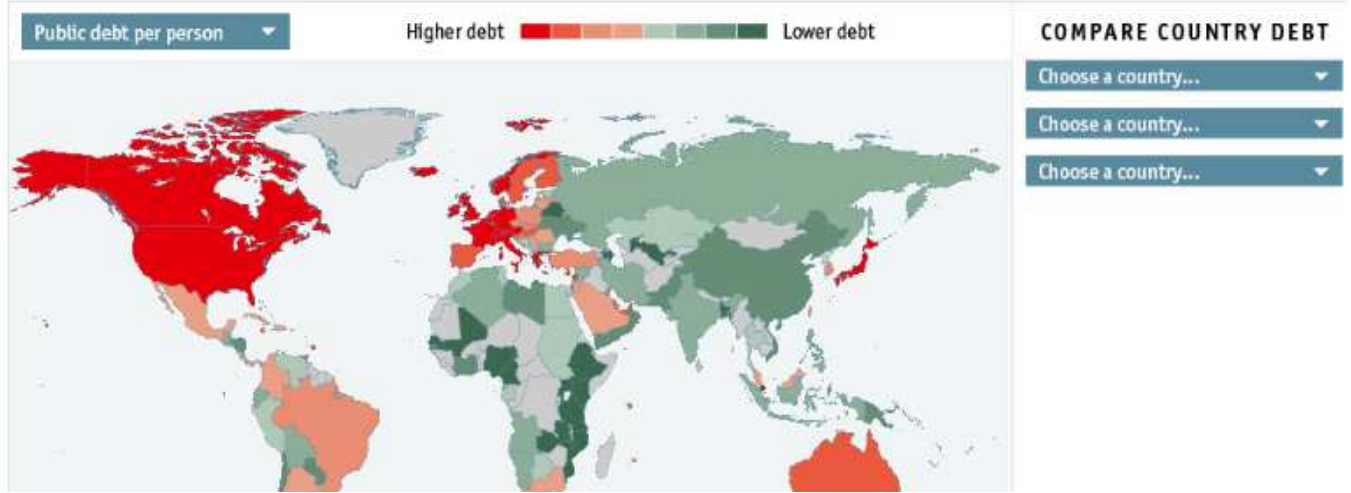 Public debt per person
Higher debt
Lower debt
COMPARE COUNTRY DEBT
Choose a country...
Choose a country...
Choose a country...